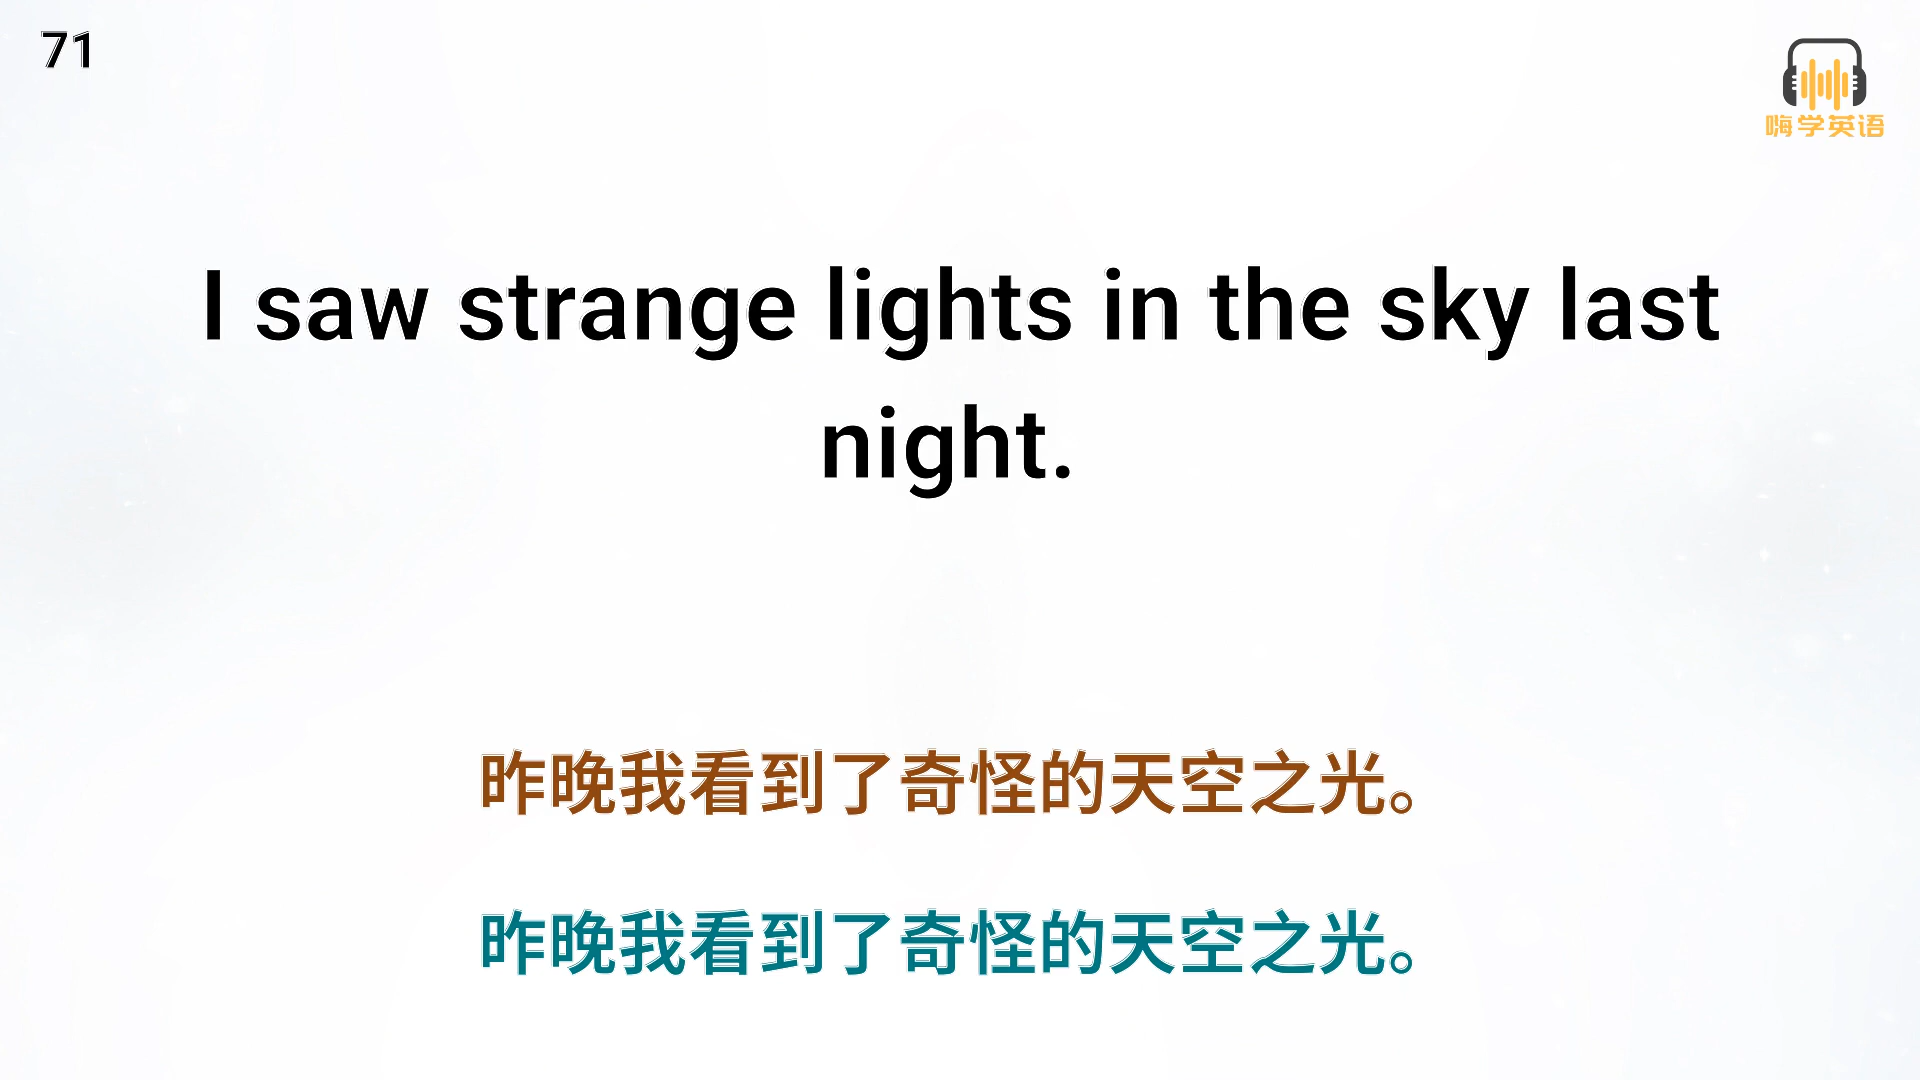 71
嗨学英语
I saw strange lights in the sky last
night.
昨晚我看到了奇怪的天空之光。
昨晚我看到了奇怪的天空之光。